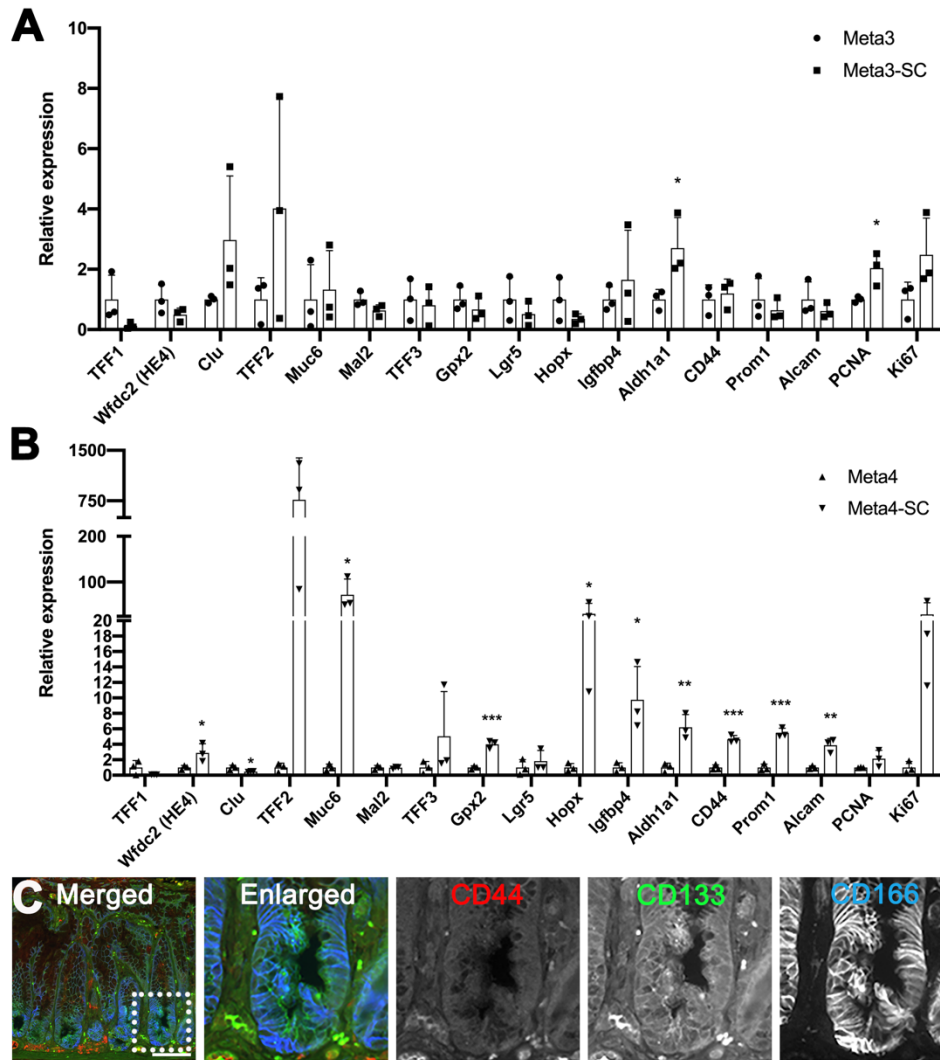 A
10
8
6
4
2
0
Relative expression
Meta3
Meta3-SC
* *
TFF1 Wfdc2 (HE4) Clu TFF2 Muc6 Mal2 TFF3 Gpx2 Lgr5 Hopx Igfbp4 Aldh1a1 CD44 Prom1 Alcam PCNA Ki67
B
1500
750
200
100
20
18
16
14
12
10
8
6
4
2
0
Relative expression
Meta4
Meta4-SC
* * * *** * * ** *** *** **
TFF1 Wfdc2 (HE4) Clu TFF2 Muc6 Mal2 TFF3 Gpx2 Lgr5 Hopx Igfbp4 Aldh1a1 CD44 Prom1 Alcam PCNA Ki67
C Merged Enlarged CD44 CD133 CD166